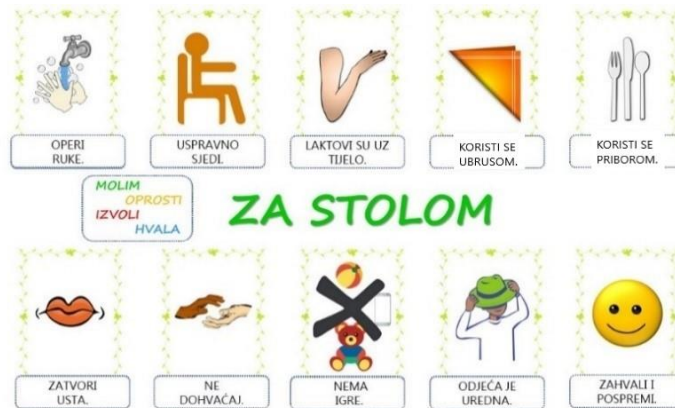 OPERI
RUKE.
USPRAVNO
SJEDI.
LAKTOVI SU UZ
TIJELO.
KORISTI SE
UBRUSOM.
KORISTI SE
PRIBOROM.
MOLIM
OPROSTI
IZVOLI
HVALA
ZA STOLOM
ZATVORI
USTA.
NE
DOHVAĆAJ.
NEMA
IGRE.
ODJEĆA JE
UREDNA.
ZAHVALI I
POSPREMI.